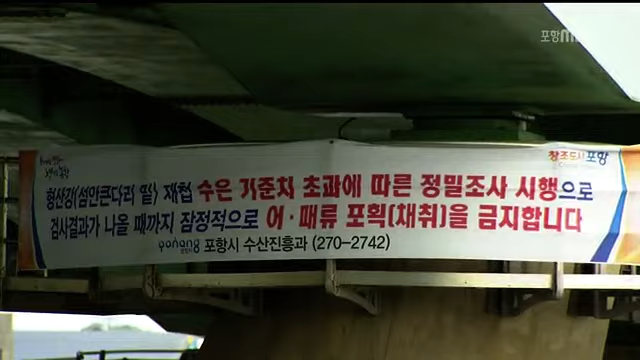 포항M
창조도시 포항
형산강(섬안큰다리 밑) 재첩 수은 기준치 초과에 따른 정밀조사 시행으로
검사결과가 나올 때까지 잠정적으로 어·패류 포획(채취)을 금지합니다
pohang 포항시 수산진흥과 (270-2742)